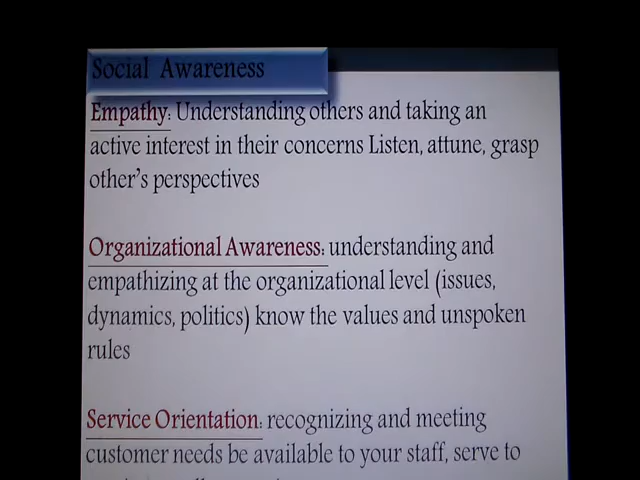 Social Awareness
Empathy: Understanding others and taking an
active interest in their concerns Listen, attune, grasp
other's perspectives
Organizational Awareness: understanding and
empathizing at the organizational level (issues,
dynamics, politics) know the values and unspoken
rules
Service Orientation: recognizing and meeting
customer needs be available to your staff, serve to